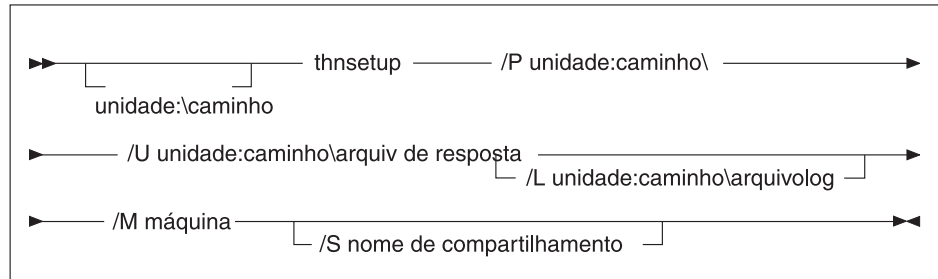 thnsetup /P unidade:caminho\
unidade:\caminho
/U unidade:caminho\arquiv de resposta
/L unidade:caminho\arquivolog
/M máquina
/S nome de compartilhamento